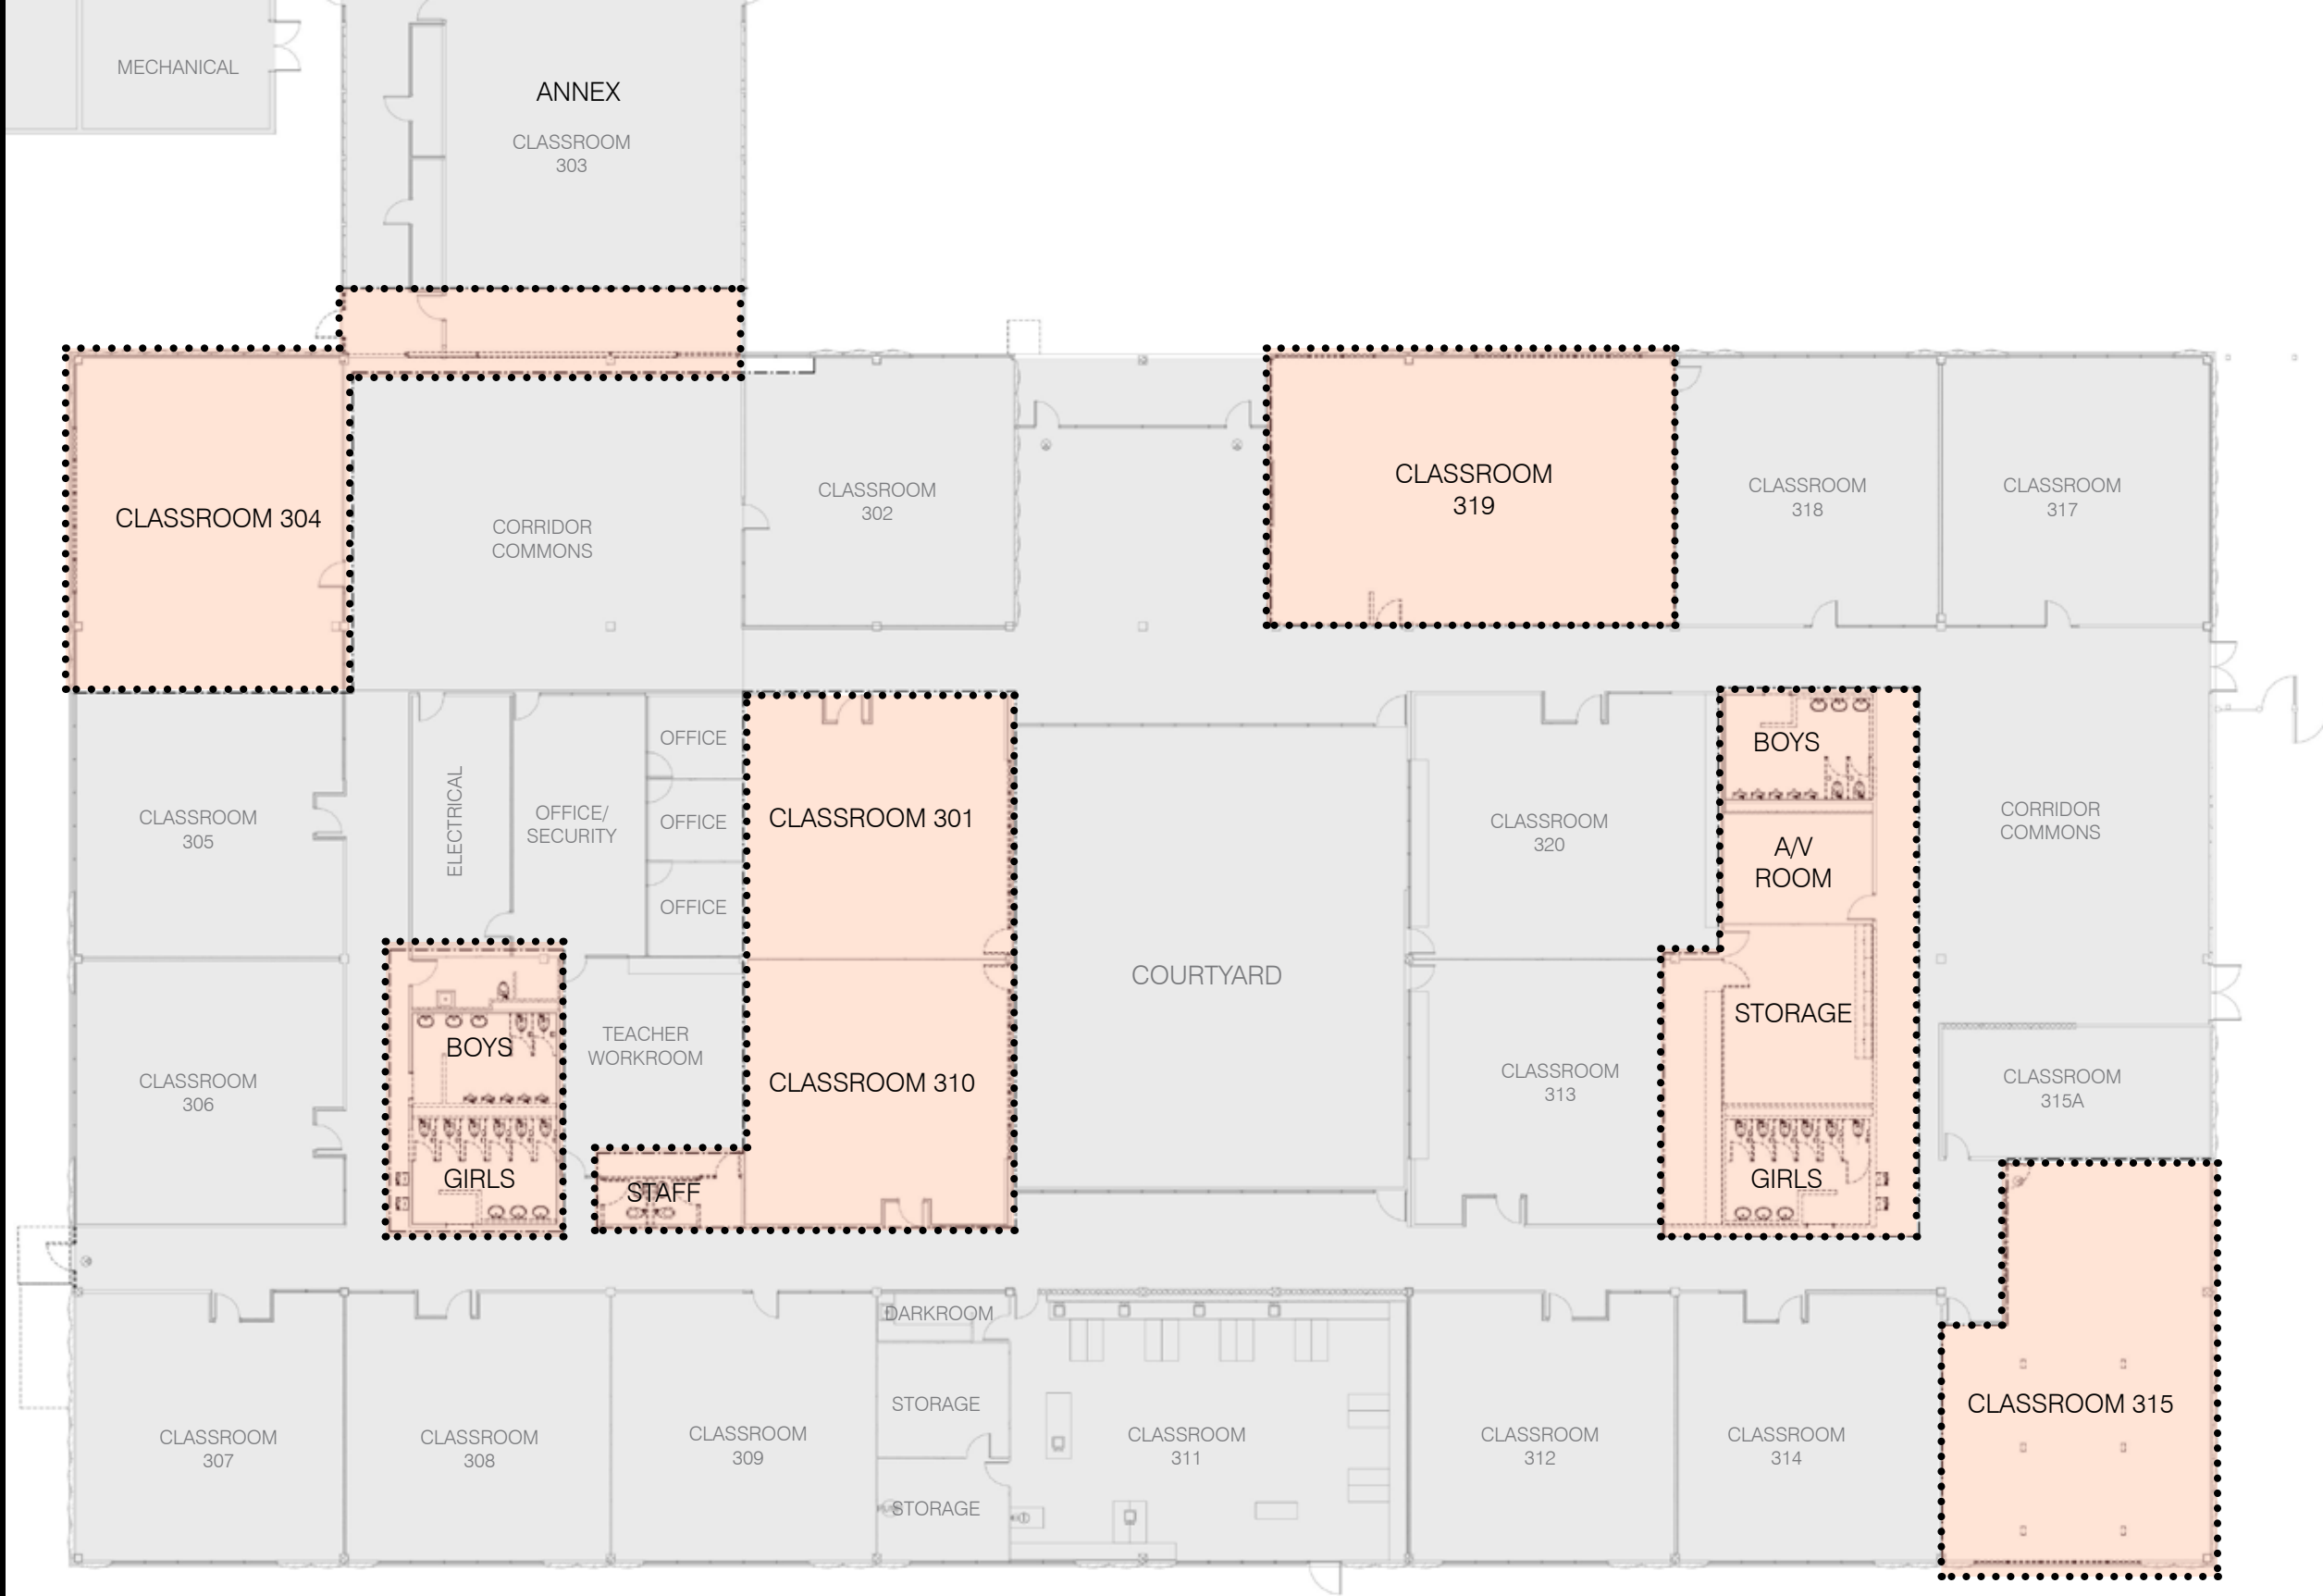 MECHANICAL
ANNEX
CLASSROOM
303
CLASSROOM 304
CORRIDOR
COMMONS
CLASSROOM
302
CLASSROOM
319
CLASSROOM
318
CLASSROOM
317
CLASSROOM
305
ELECTRICAL
OFFICE/
SECURITY
OFFICE
OFFICE
OFFICE
CLASSROOM 301
COURTYARD
CLASSROOM
320
BOYS
A/V
ROOM
STORAGE
GIRLS
CORRIDOR
COMMONS
CLASSROOM
306
BOYS
GIRLS
TEACHER
WORKROOM
STAFF
CLASSROOM 310
CLASSROOM
313
CLASSROOM
315A
CLASSROOM
307
CLASSROOM
308
CLASSROOM
309
DARKROOM
STORAGE
STORAGE
CLASSROOM
311
CLASSROOM
312
CLASSROOM
314
CLASSROOM 315